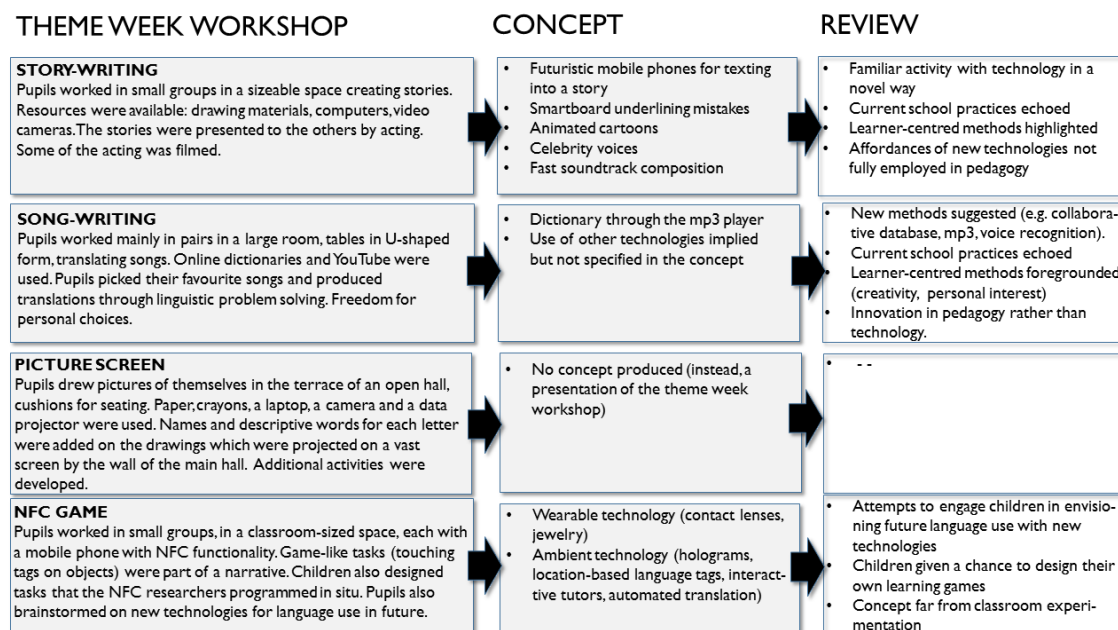 THEME WEEK WORKSHOP
CONCEPT
REVIEW
STORY-WRITING
Pupils worked in small groups in a sizeable space creating stories.
Resources were available: drawing materials, computers, video
cameras. The stories were presented to the others by acting.
Some of the acting was filmed.
• Futuristic mobile phones for texting
into a story
• Smartboard underlining mistakes
• Animated cartoons
• Celebrity voices
• Fast soundtrack composition
• Familiar activity with technology in a
novel way
• Current school practices echoed
• Learner-centred methods highlighted
• Affordances of new technologies not
fully employed in pedagogy
SONG-WRITING
Pupils worked mainly in pairs in a large room, tables in U-shaped
form, translating songs. Online dictionaries and YouTube were
used. Pupils picked their favourite songs and produced
translations through linguistic problem solving. Freedom for
personal choices.
• Dictionary through the mp3 player
• Use of other technologies implied
but not specified in the concept
• New methods suggested (e.g. collabora-
tive database, mp3, voice recognition).
• Current school practices echoed
• Learner-centred methods foregrounded
(creativity, personal interest)
• Innovation in pedagogy rather than
technology.
PICTURE SCREEN
Pupils drew pictures of themselves in the terrace of an open hall,
cushions for seating. Paper, crayons, a laptop, a camera and a data
projector were used. Names and descriptive words for each letter
were added on the drawings which were projected on a vast
screen by the wall of the main hall. Additional activities were
developed.
• No concept produced (instead, a
presentation of the theme week
workshop)
• - -
NFC GAME
Pupils worked in small groups, in a classroom-sized space, each with
a mobile phone with NFC functionality. Game-like tasks (touching
tags on objects) were part of a narrative. Children also designed
tasks that the NFC researchers programmed in situ. Pupils also
brainstormed on new technologies for language use in future.
• Wearable technology (contact lenses,
jewelry)
• Ambient technology (holograms,
location-based language tags, interact-
tive tutors, automated translation)
• Attempts to engage children in envisio-
ning future language use with new
technologies
• Children given a chance to design their
own learning games
• Concept far from classroom experi-
mentation